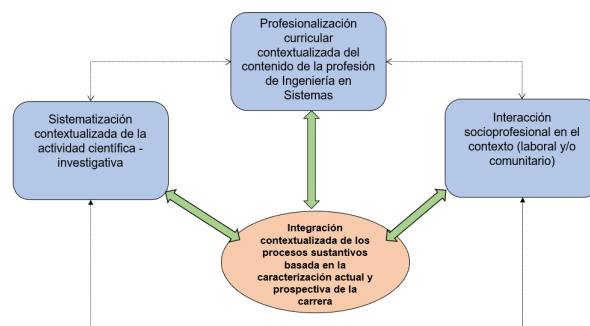 Profesionalización
curricular
contextualizada del
contenido de la profesión
de Ingeniería en
Sistemas
Sistematización
contextualizada de la
actividad científica -
investigativa
Interacción
socioprofesional en el
contexto (laboral y/o
comunitario)
Integración
contextualizada de los
procesos sustantivos
basada en la
caracterización actual y
prospectiva de la
carrera